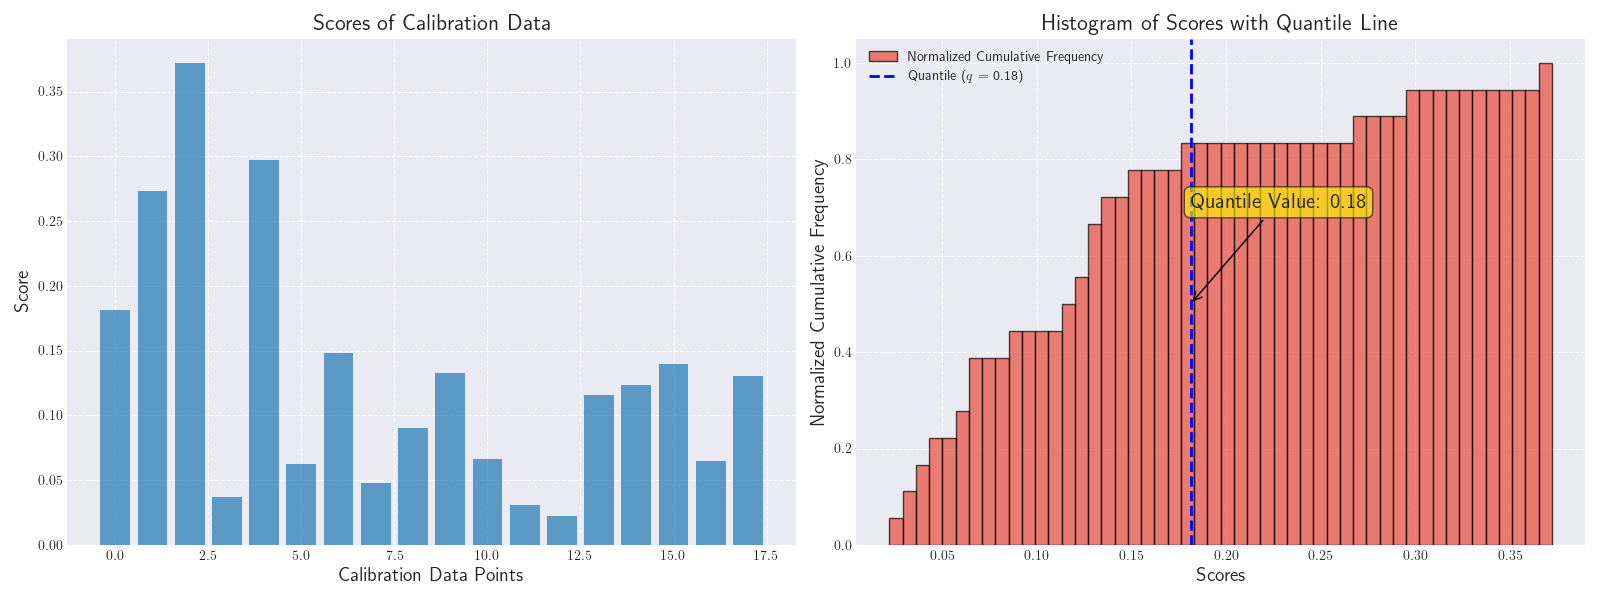 Scores of Calibration Data
Score
0.35
0.30
0.25
0.20
0.15
0.10
0.05
0.00
0.0 2.5 5.0 7.5 10.0 12.5 15.0 17.5
Calibration Data Points
Histogram of Scores with Quantile Line
Normalized Cumulative Frequency
Quantile (q = 0.18)
Quantile Value: 0.18
Normalized Cumulative Frequency
1.0
0.8
0.6
0.4
0.2
0.0
0.05 0.10 0.15 0.20 0.25 0.30 0.35
Scores